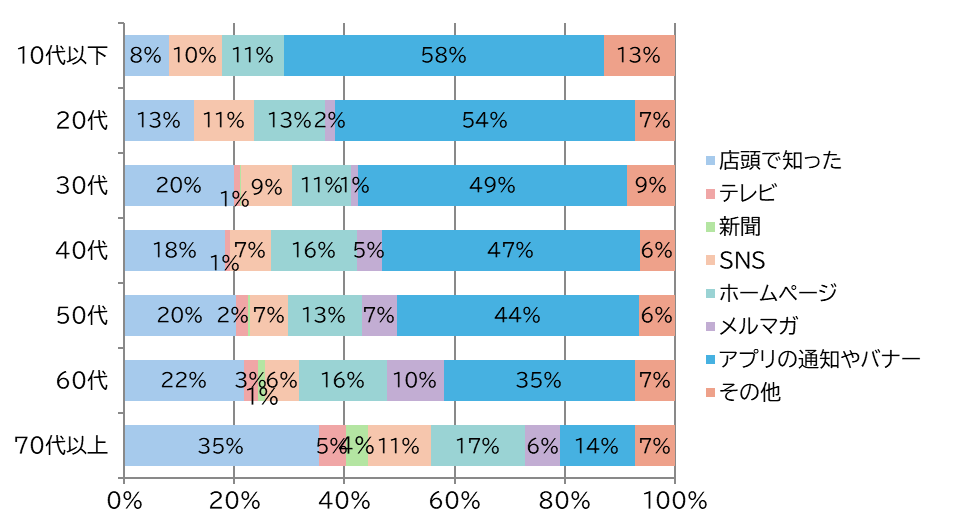 10代以下 8% 10% 11% 58% 13%
20代 13% 11% 13% 2% 54% 7%
30代 20% 1% 9% 11% 1% 49% 9%
40代 18% 1% 7% 16% 5% 47% 6%
50代 20% 2% 7% 13% 7% 44% 6%
60代 22% 3% 1% 6% 16% 10% 35% 7%
70代以上 35% 5% 4% 11% 17% 6% 14% 7%
0% 20% 40% 60% 80% 100%
店頭で知った
テレビ
新聞
SNS
ホームページ
メルマガ
アプリの通知やバナー
その他